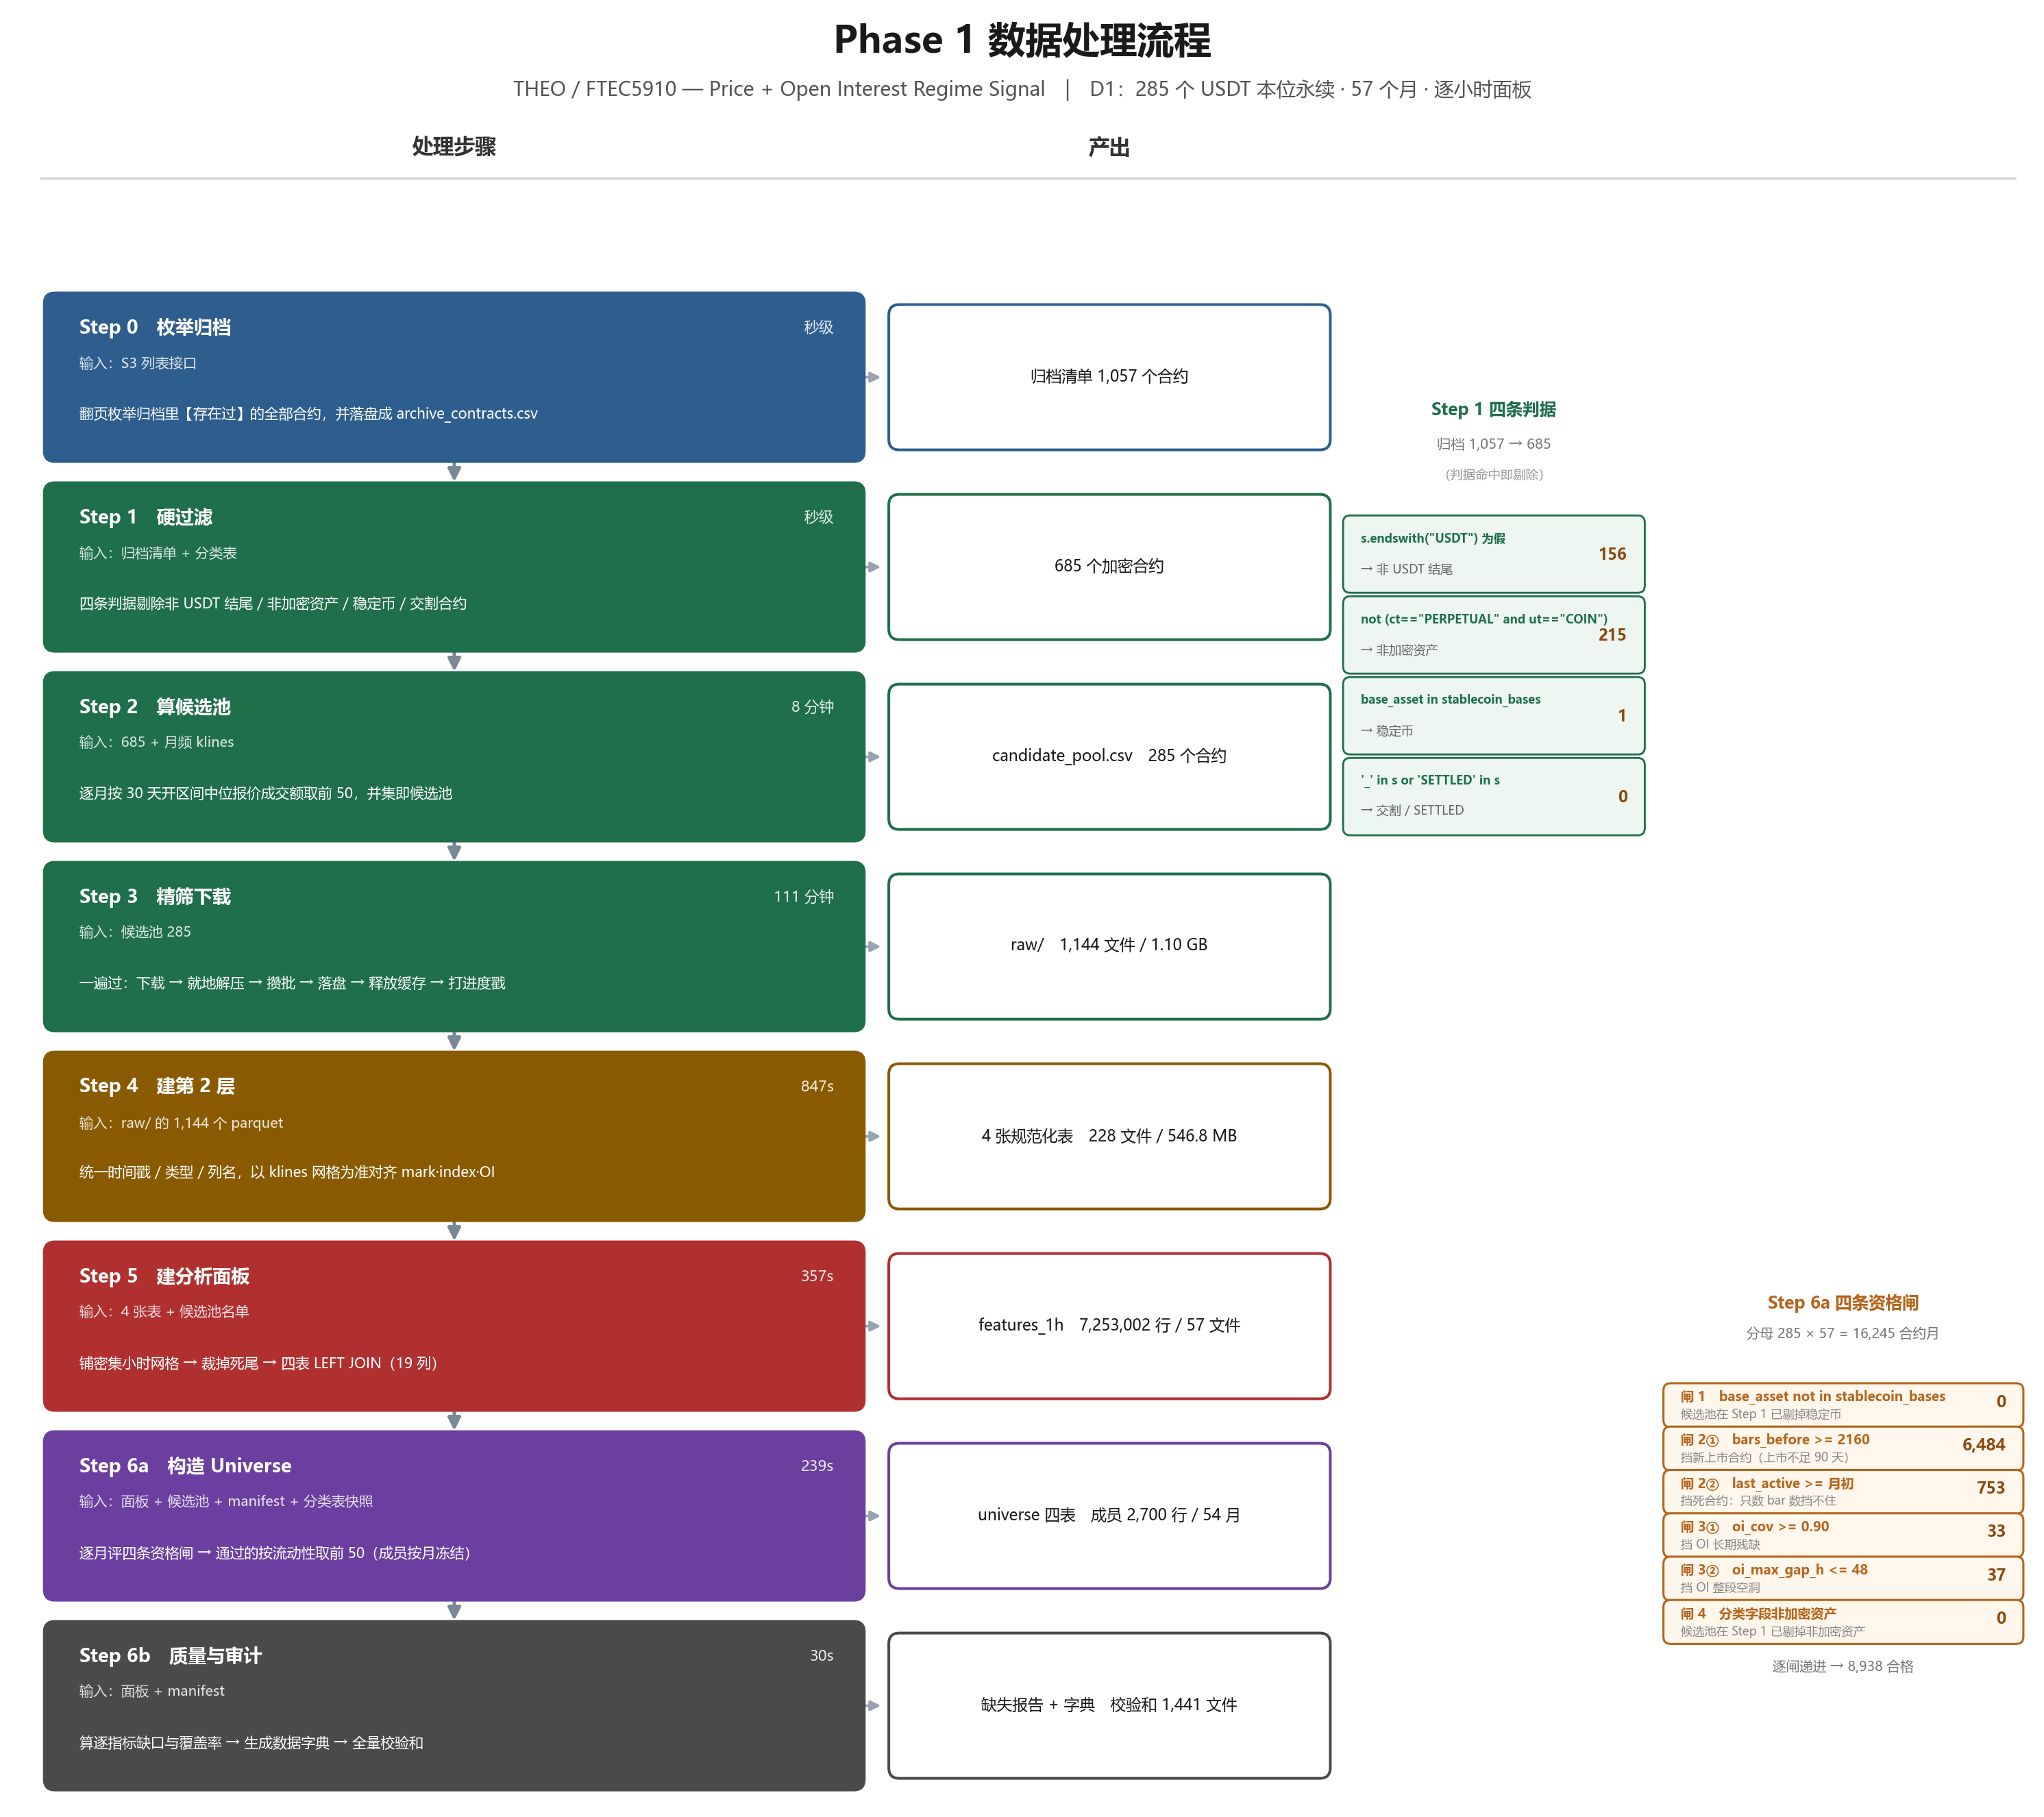 Phase 1 数据处理流程
THEO / FTEC5910 — Price + Open Interest Regime Signal | D1：285 个 USDT 本位永续 · 57 个月 · 逐小时面板
处理步骤
产出
Step 0 枚举归档
秒级
输入：S3 列表接口
翻页枚举归档里【存在过】的全部合约，并落盘成 archive_contracts.csv
归档清单 1,057 个合约
Step 1 硬过滤
秒级
输入：归档清单 + 分类表
四条判据剔除非 USDT 结尾 / 非加密资产 / 稳定币 / 交割合约
685 个加密合约
Step 1 四条判据
归档 1,057 → 685
（判据命中即剔除）
s.endswith("USDT") 为假
156
→ 非 USDT 结尾
not (ct=="PERPETUAL" and ut=="COIN")
215
→ 非加密资产
base_asset in stablecoin_bases
1
→ 稳定币
'_' in s or 'SETTLED' in s
0
→ 交割 / SETTLED
Step 2 算候选池
8 分钟
输入：685 + 月频 klines
逐月按 30 天开区间中位报价成交额取前 50，并集即候选池
candidate_pool.csv 285 个合约
Step 3 精筛下载
111 分钟
输入：候选池 285
一遍过：下载 → 就地解压 → 攒批 → 落盘 → 释放缓存 → 打进度戳
raw/ 1,144 文件 / 1.10 GB
Step 4 建第 2 层
847s
输入：raw/ 的 1,144 个 parquet
统一时间戳 / 类型 / 列名，以 klines 网格为准对齐 mark·index·OI
4 张规范化表 228 文件 / 546.8 MB
Step 5 建分析面板
357s
输入：4 张表 + 候选池名单
铺密集小时网格 → 裁掉死尾 → 四表 LEFT JOIN（19 列）
features_1h 7,253,002 行 / 57 文件
Step 6a 构造 Universe
239s
输入：面板 + 候选池 + manifest + 分类表快照
逐月评四条资格闸 → 通过的按流动性取前 50（成员按月冻结）
universe 四表 成员 2,700 行 / 54 月
Step 6a 四条资格闸
分母 285 × 57 = 16,245 合约月
闸 1 base_asset not in stablecoin_bases
0
候选池在 Step 1 已剔掉稳定币
闸 2① bars_before >= 2160
6,484
挡新上市合约（上市不足 90 天）
闸 2② last_active >= 月初
753
挡死合约：只数 bar 数挡不住
闸 3① oi_cov >= 0.90
33
挡 OI 长期残缺
闸 3② oi_max_gap_h <= 48
37
挡 OI 整段空洞
闸 4 分类字段非加密资产
0
候选池在 Step 1 已剔掉非加密资产
逐闸递进 → 8,938 合格
Step 6b 质量与审计
30s
输入：面板 + manifest
算逐指标缺口与覆盖率 → 生成数据字典 → 全量校验和
缺失报告 + 字典 校验和 1,441 文件